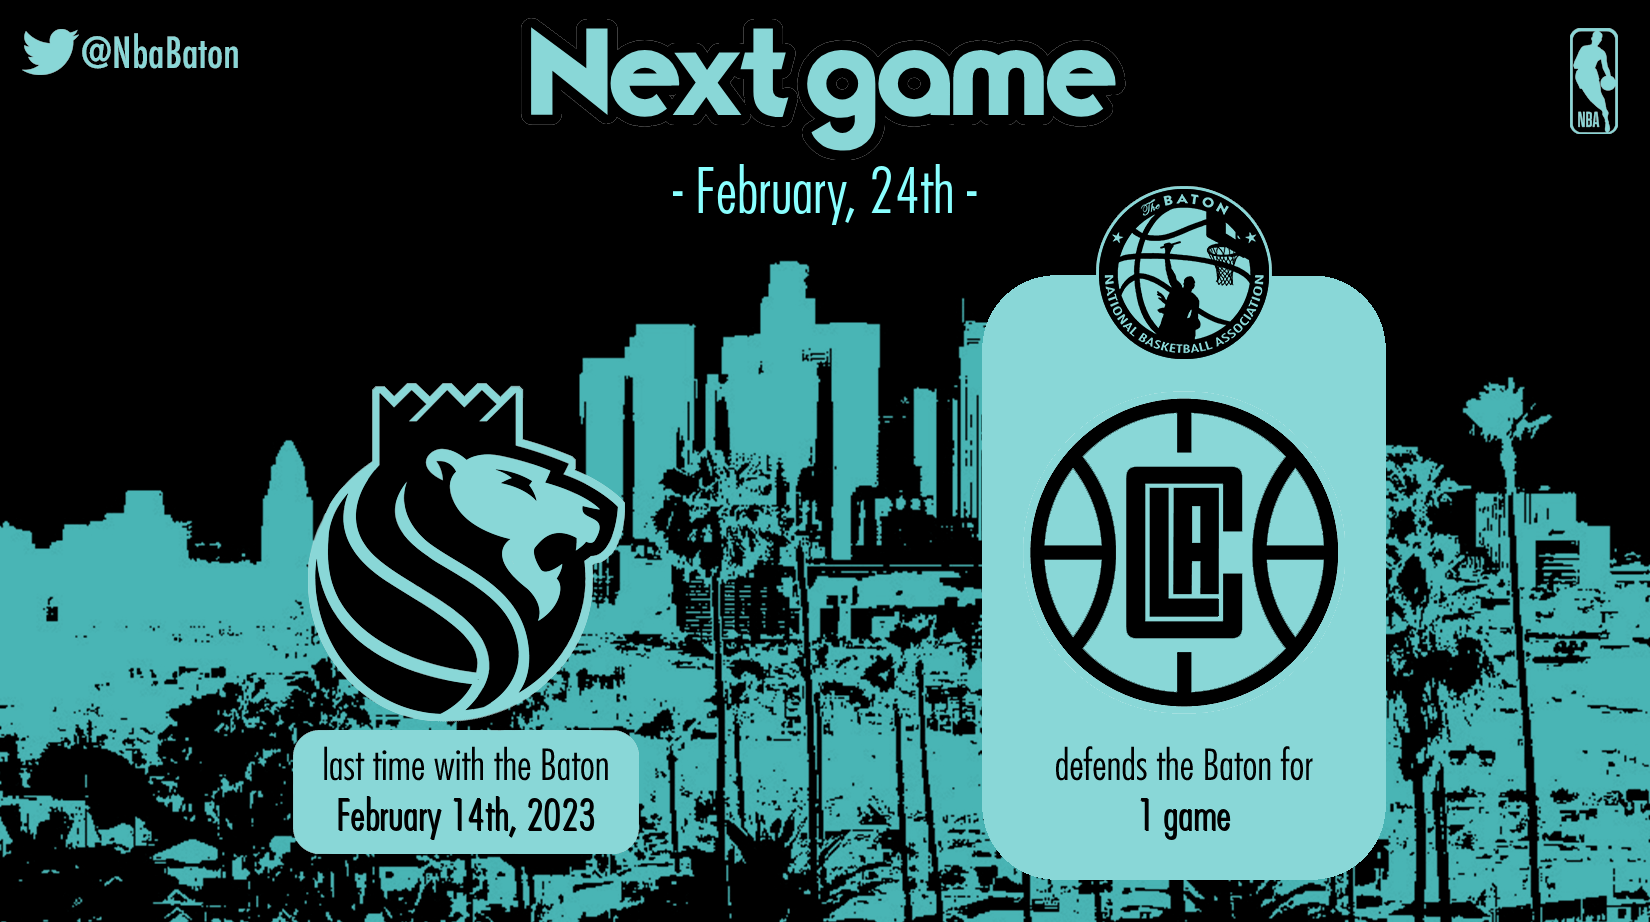 @NbaBaton
Next game
NBA
- February, 24th -
The BATON
NATIONAL BASKETBALL ASSOCIATION
LAC
last time with the Baton
February 14th, 2023
defends the Baton for
1 game